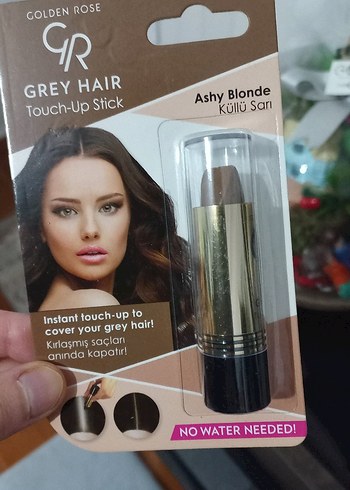 GOLDEN ROSE
GR
GREY HAIR
Touch-Up Stick
Ashy Blonde
Küllü Sarı
Instant touch-up to
cover your grey hair!
Kırlaşmış saçları
anında kapatır!
NO WATER NEEDED!